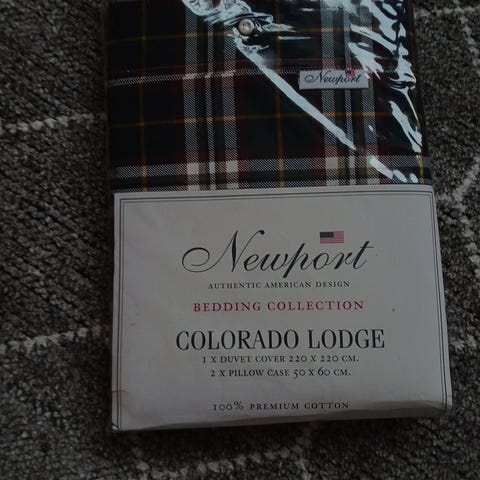 Newport
Newport
AUTHENTIC AMERICAN DESIGN
BEDDING COLLECTION
COLORADO LODGE
1 X DUVET COVER 220 X 220 CM.
2 X PILLOW CASE 50 X 60 CM.
100% PREMIUM COTTON